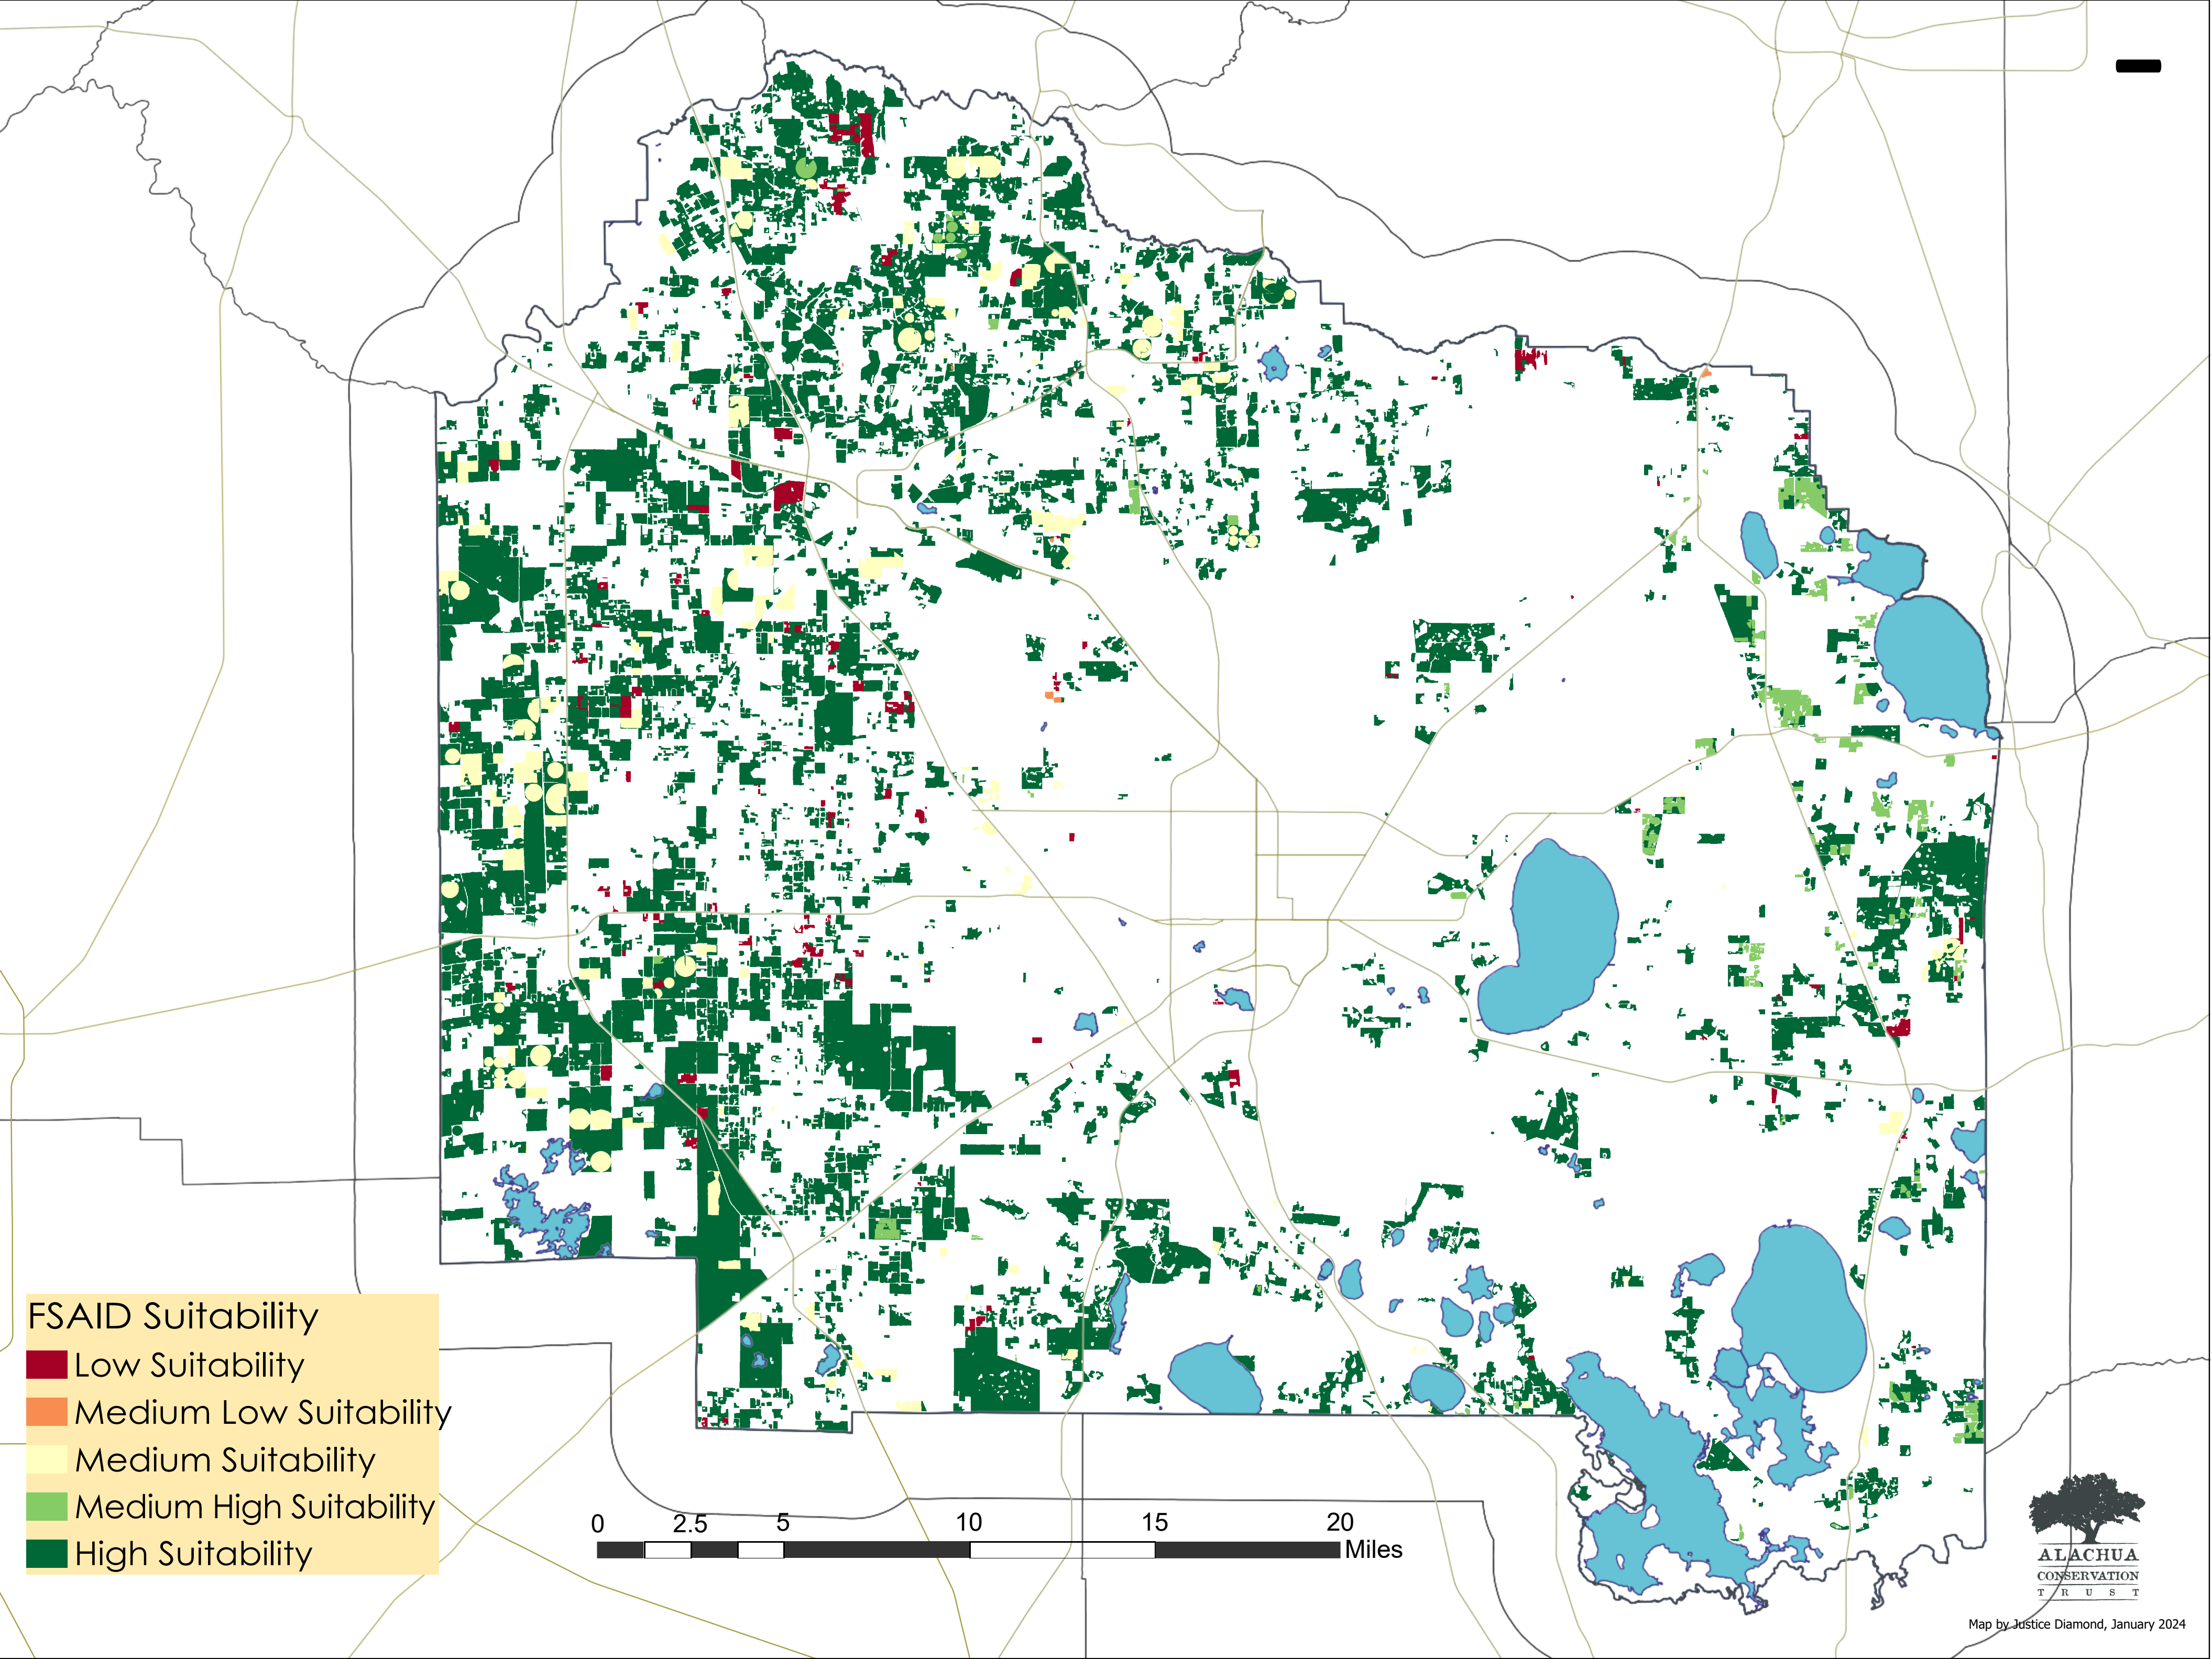 FSAID Suitability
Low Suitability
Medium Low Suitability
Medium Suitability
Medium High Suitability
High Suitability
0 2.5 5 10 15 20
Miles
ALACHUA
CONSERVATION
TRUST
Map by Justice Diamond, January 2024